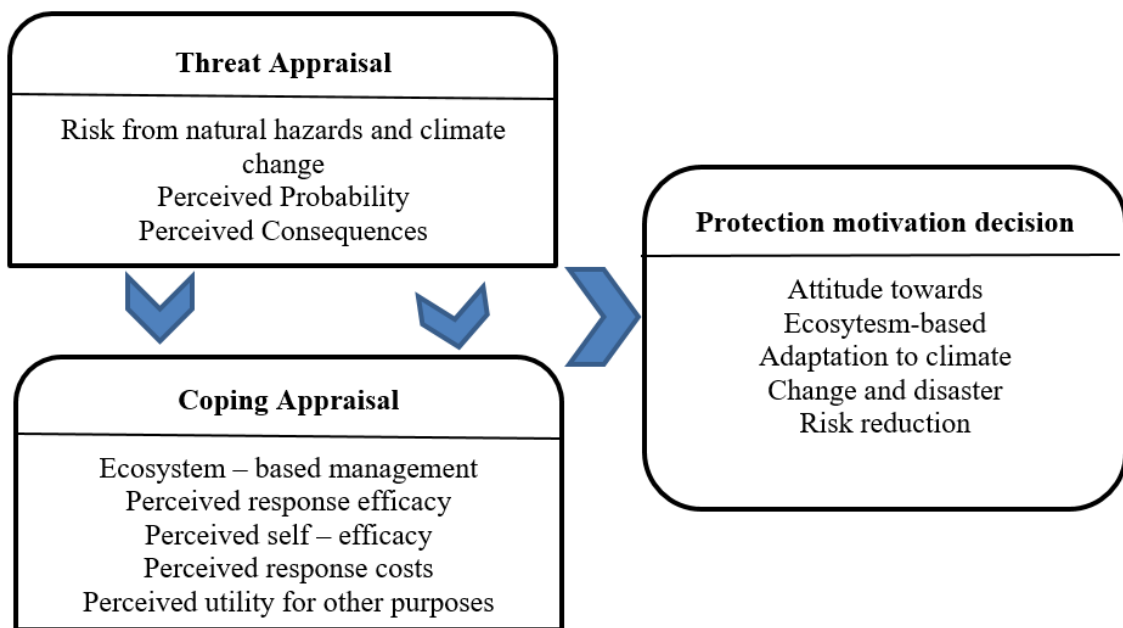 Threat Appraisal
Risk from natural hazards and climate
change
Perceived Probability
Perceived Consequences
Coping Appraisal
Ecosystem – based management
Perceived response efficacy
Perceived self – efficacy
Perceived response costs
Perceived utility for other purposes
Protection motivation decision
Attitude towards
Ecosytesm-based
Adaptation to climate
Change and disaster
Risk reduction